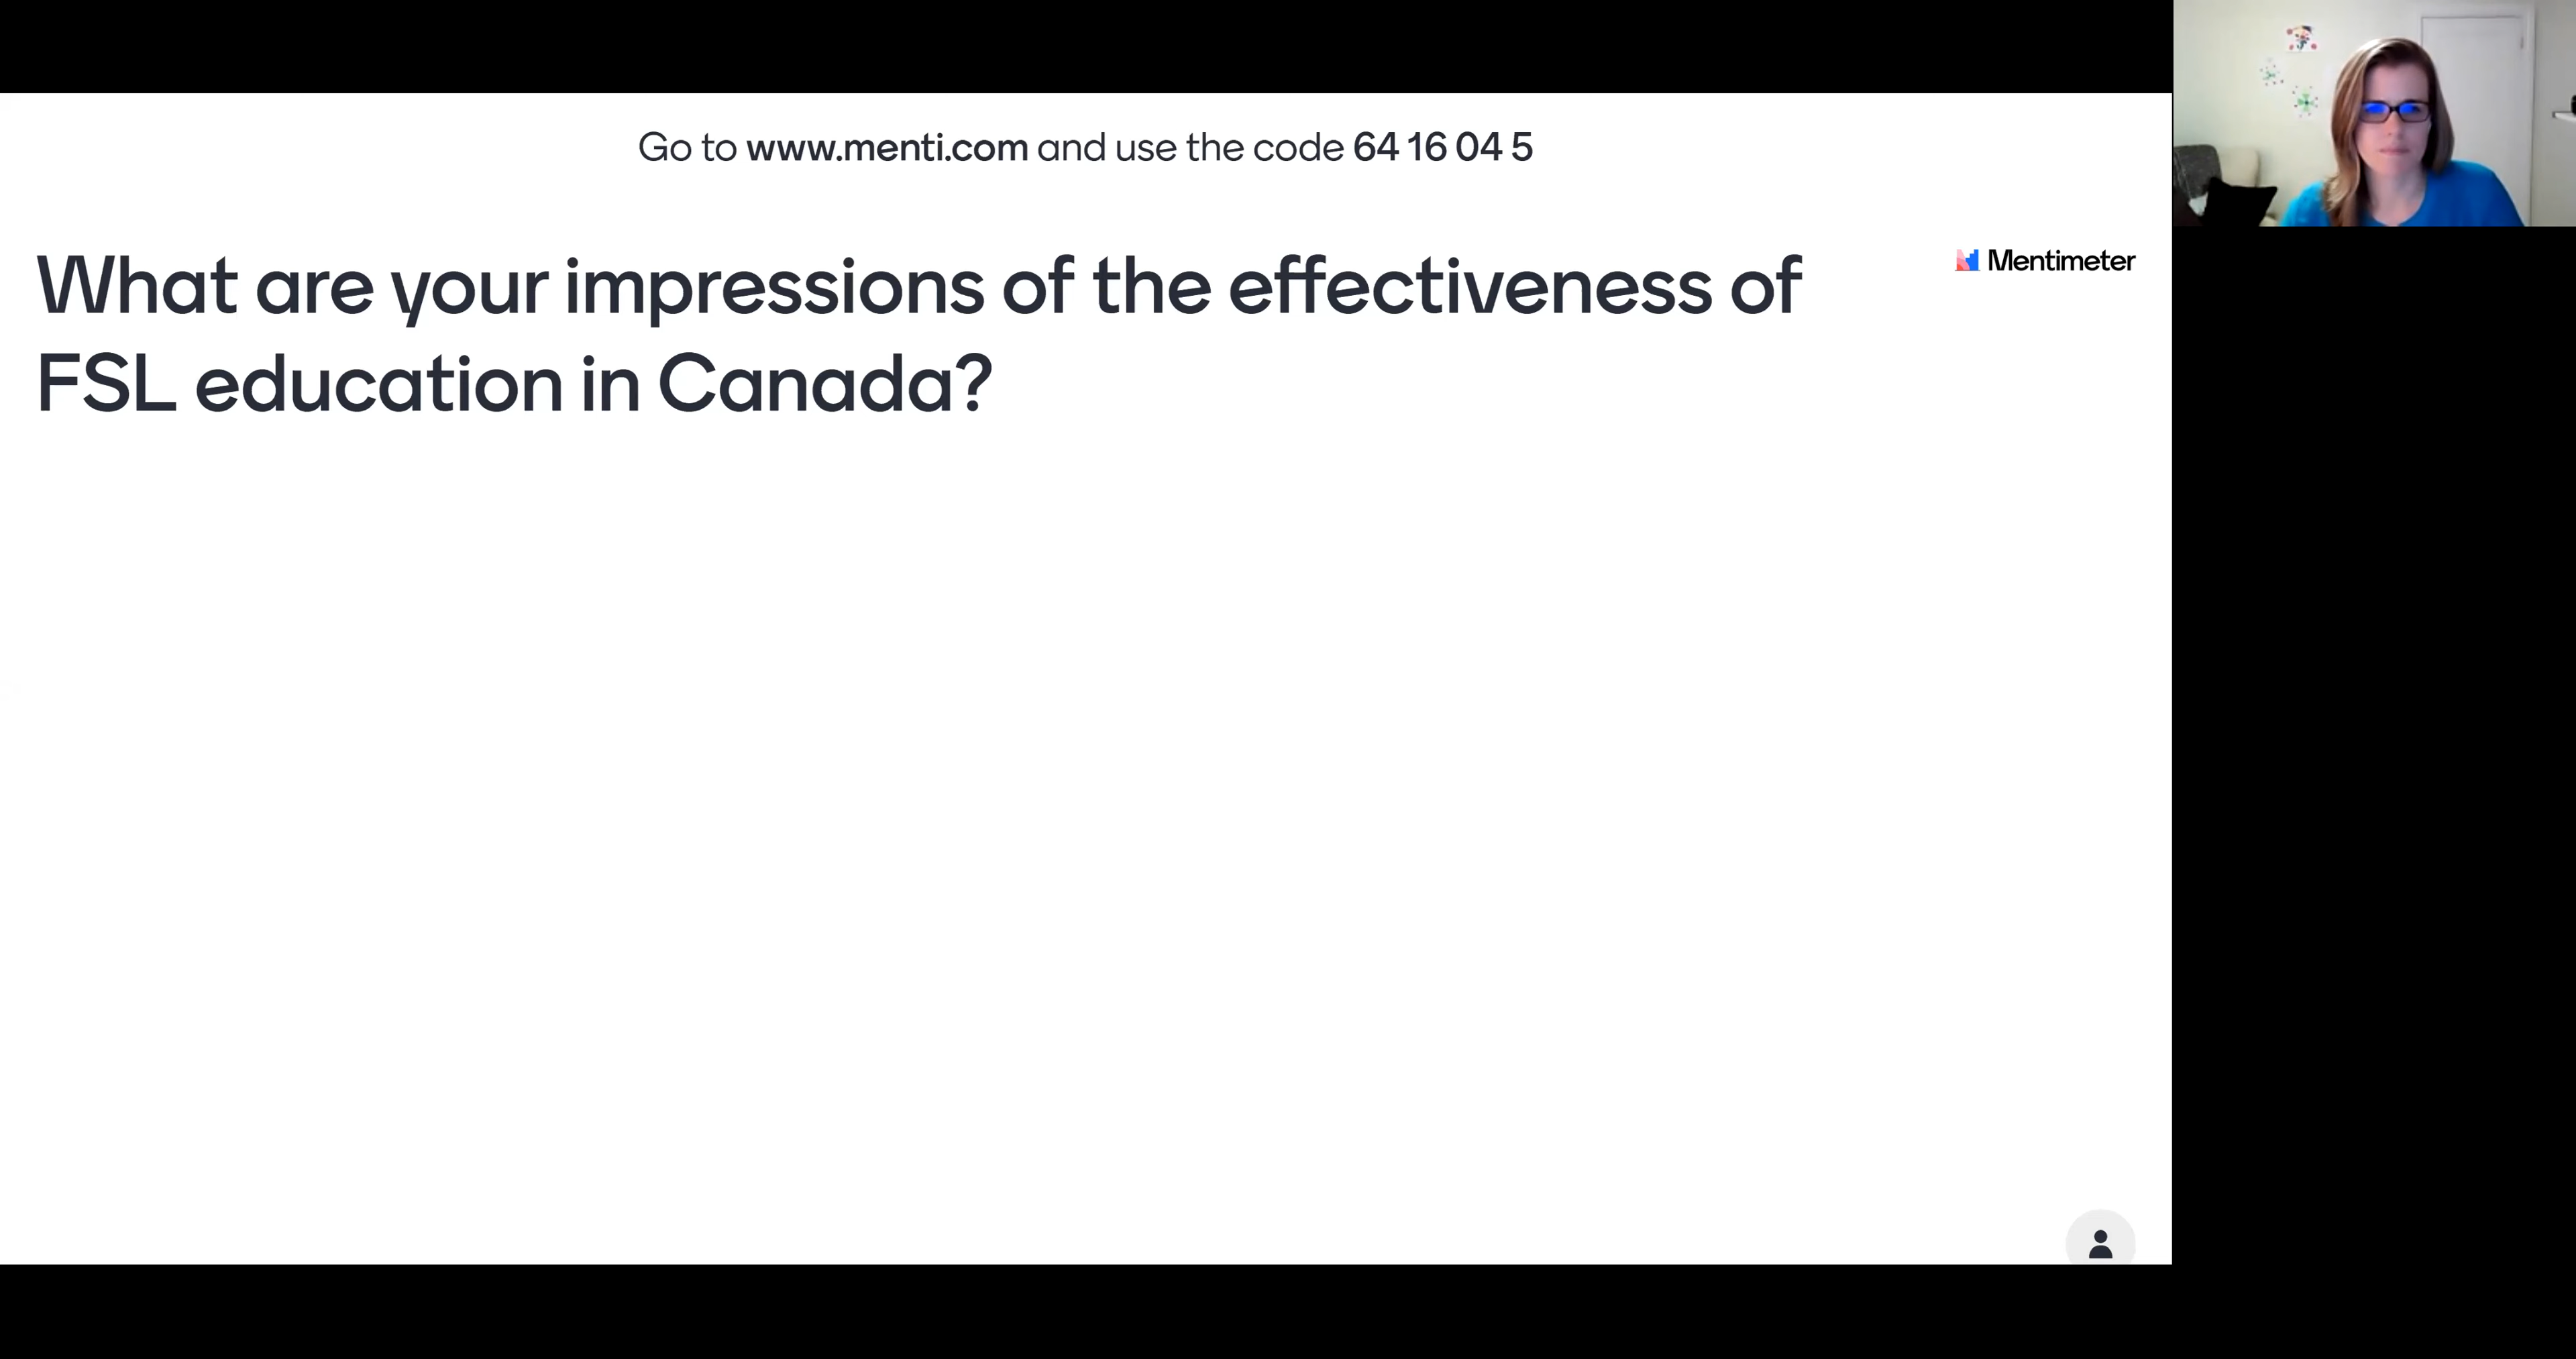 Go to www.menti.com and use the code 64 16 04 5
What are your impressions of the effectiveness of
FSL education in Canada?
Mentimeter